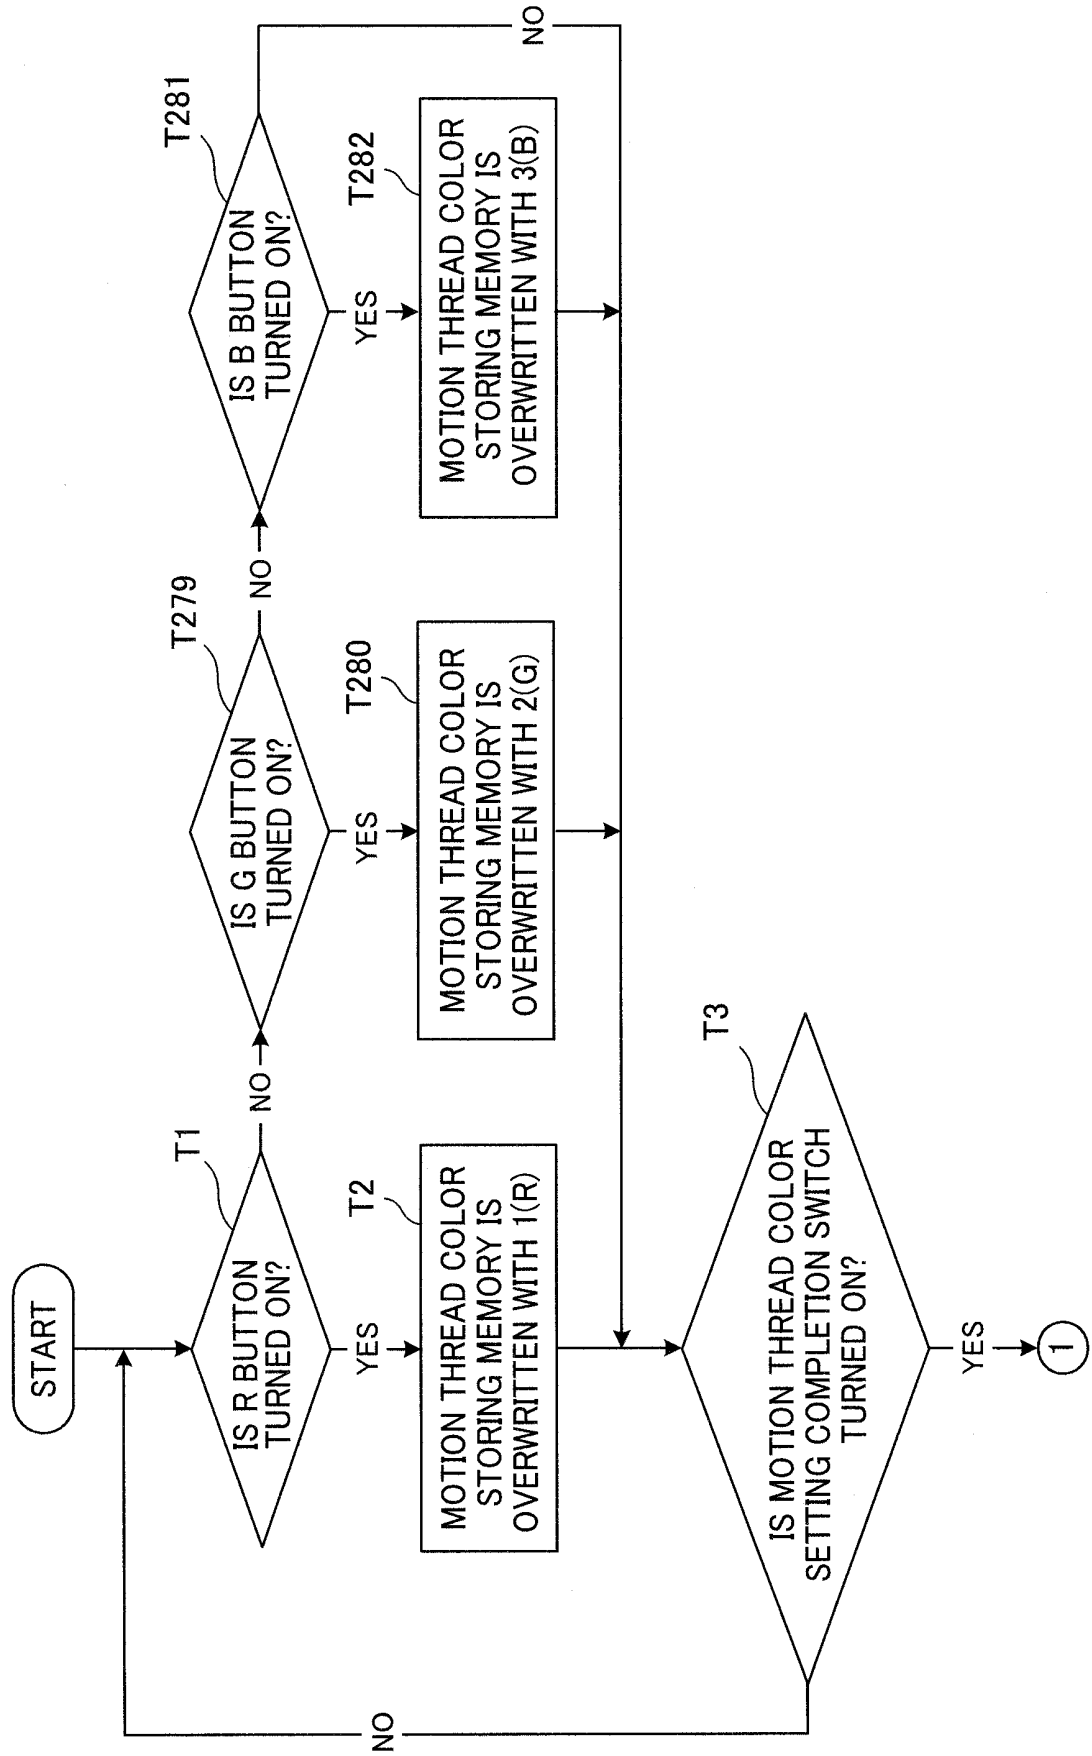 START
T1
IS R BUTTON
TURNED ON?
NO
T279
IS G BUTTON
TURNED ON?
NO
T281
IS B BUTTON
TURNED ON?
NO
YES
YES
YES
T2
MOTION THREAD COLOR
STORING MEMORY IS
OVERWRITTEN WITH 1(R)
T280
MOTION THREAD COLOR
STORING MEMORY IS
OVERWRITTEN WITH 2(G)
T282
MOTION THREAD COLOR
STORING MEMORY IS
OVERWRITTEN WITH 3(B)
NO
T3
IS MOTION THREAD COLOR
SETTING COMPLETION SWITCH
TURNED ON?
YES
1